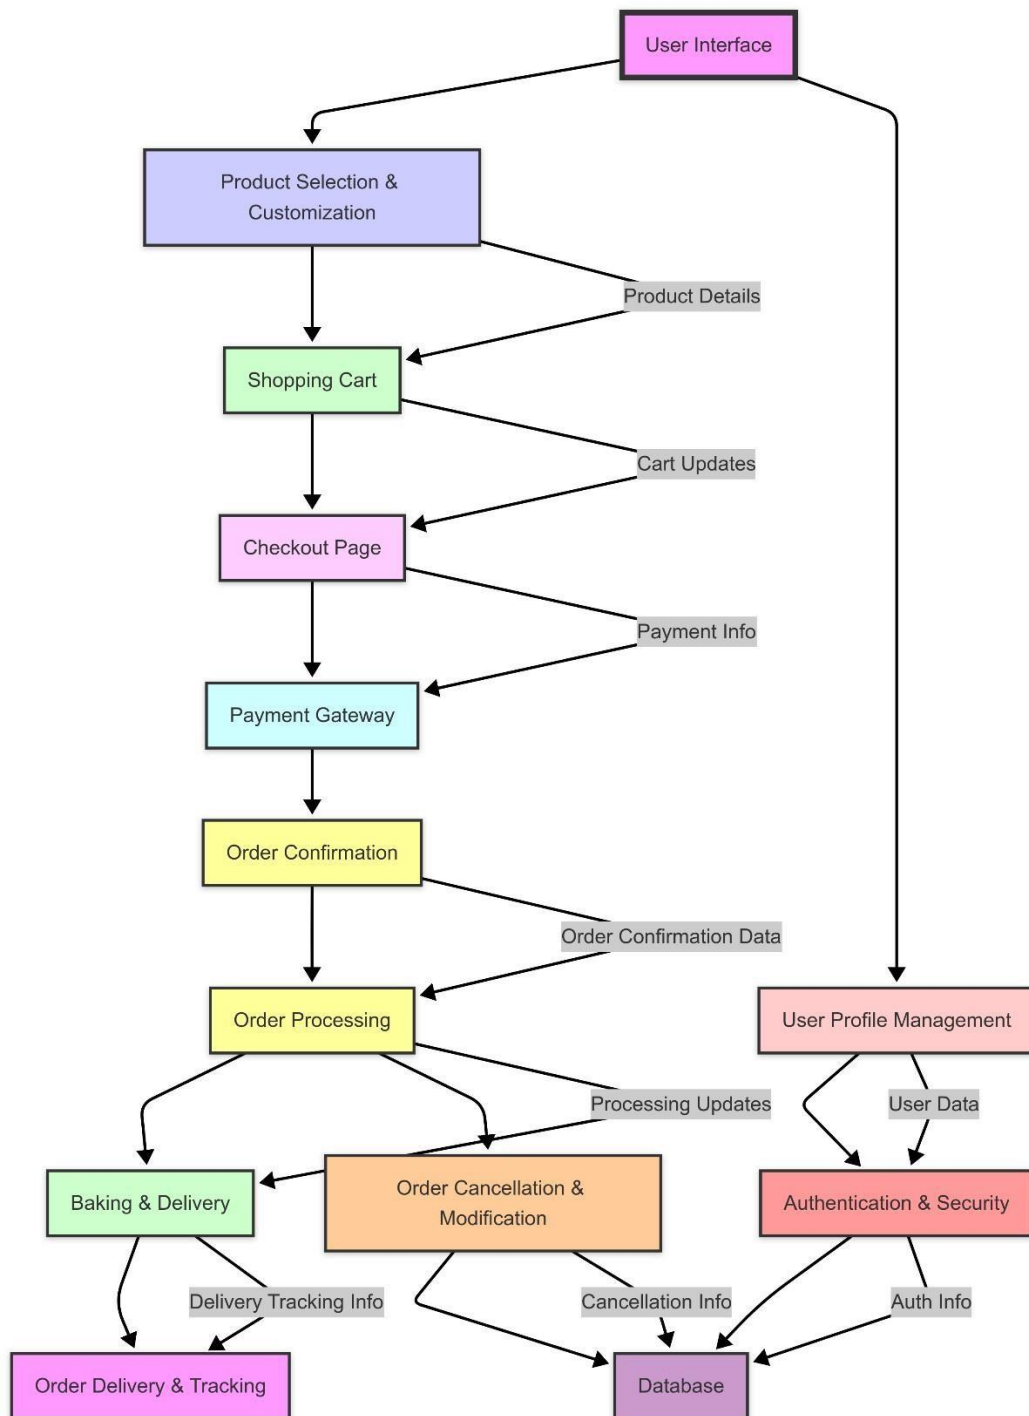 User Interface
Product Selection &
Customization
Product Details
Shopping Cart
Cart Updates
Checkout Page
Payment Info
Payment Gateway
Order Confirmation
Order Confirmation Data
Order Processing
User Profile Management
Processing Updates
User Data
Baking & Delivery
Order Cancellation &
Modification
Authentication & Security
Delivery Tracking Info
Cancellation Info
Auth Info
Order Delivery & Tracking
Database